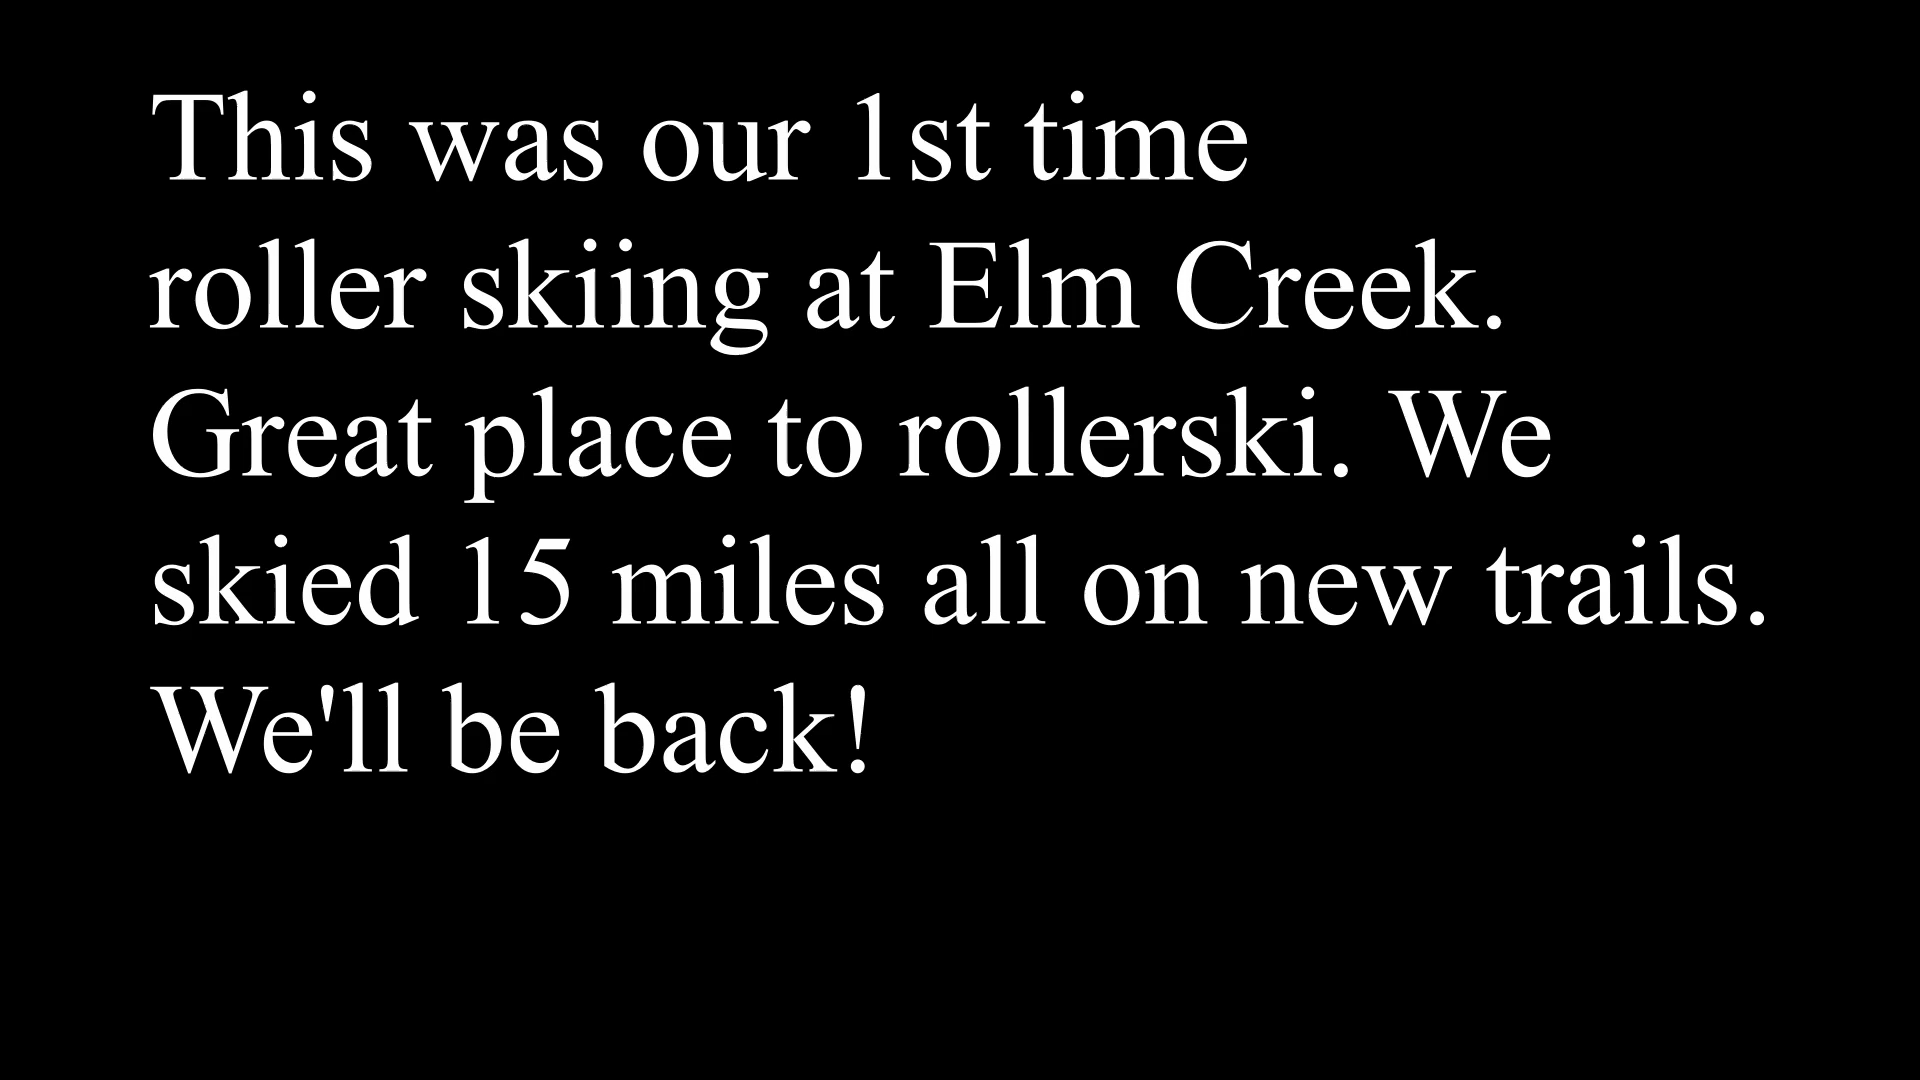 This was our 1st time
roller skiing at Elm Creek.
Great place to rollerski. We
skied 15 miles all on new trails.
We'll be back!